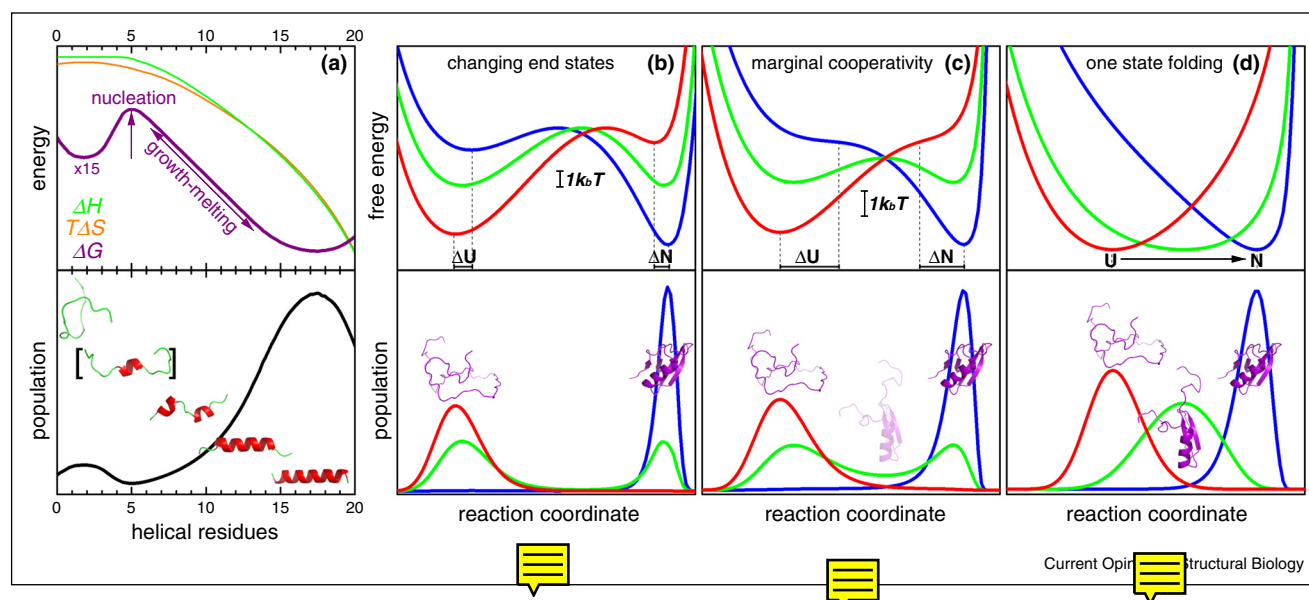 0 5 10 15 20
(a)
nucleation
x15
growth-melting
ΔH
TΔS
ΔG
energy
population
0 5 10 15 20
helical residues
changing end states (b)
free energy
1kbT
ΔU ΔN
population
reaction coordinate
marginal cooperativity (c)
1kbT
ΔU ΔN
reaction coordinate
one state folding (d)
U N
reaction coordinate
Current Structural Biology